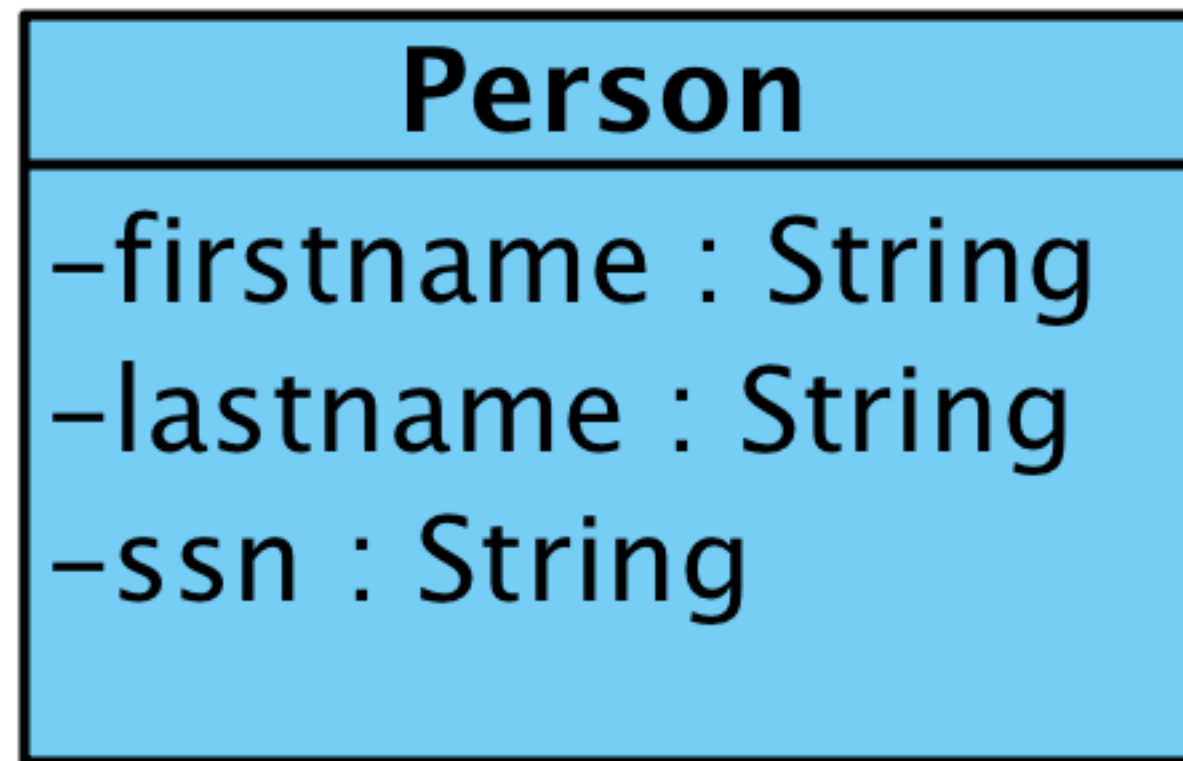 Person
-firstname : String
-lastname : String
-ssn : String